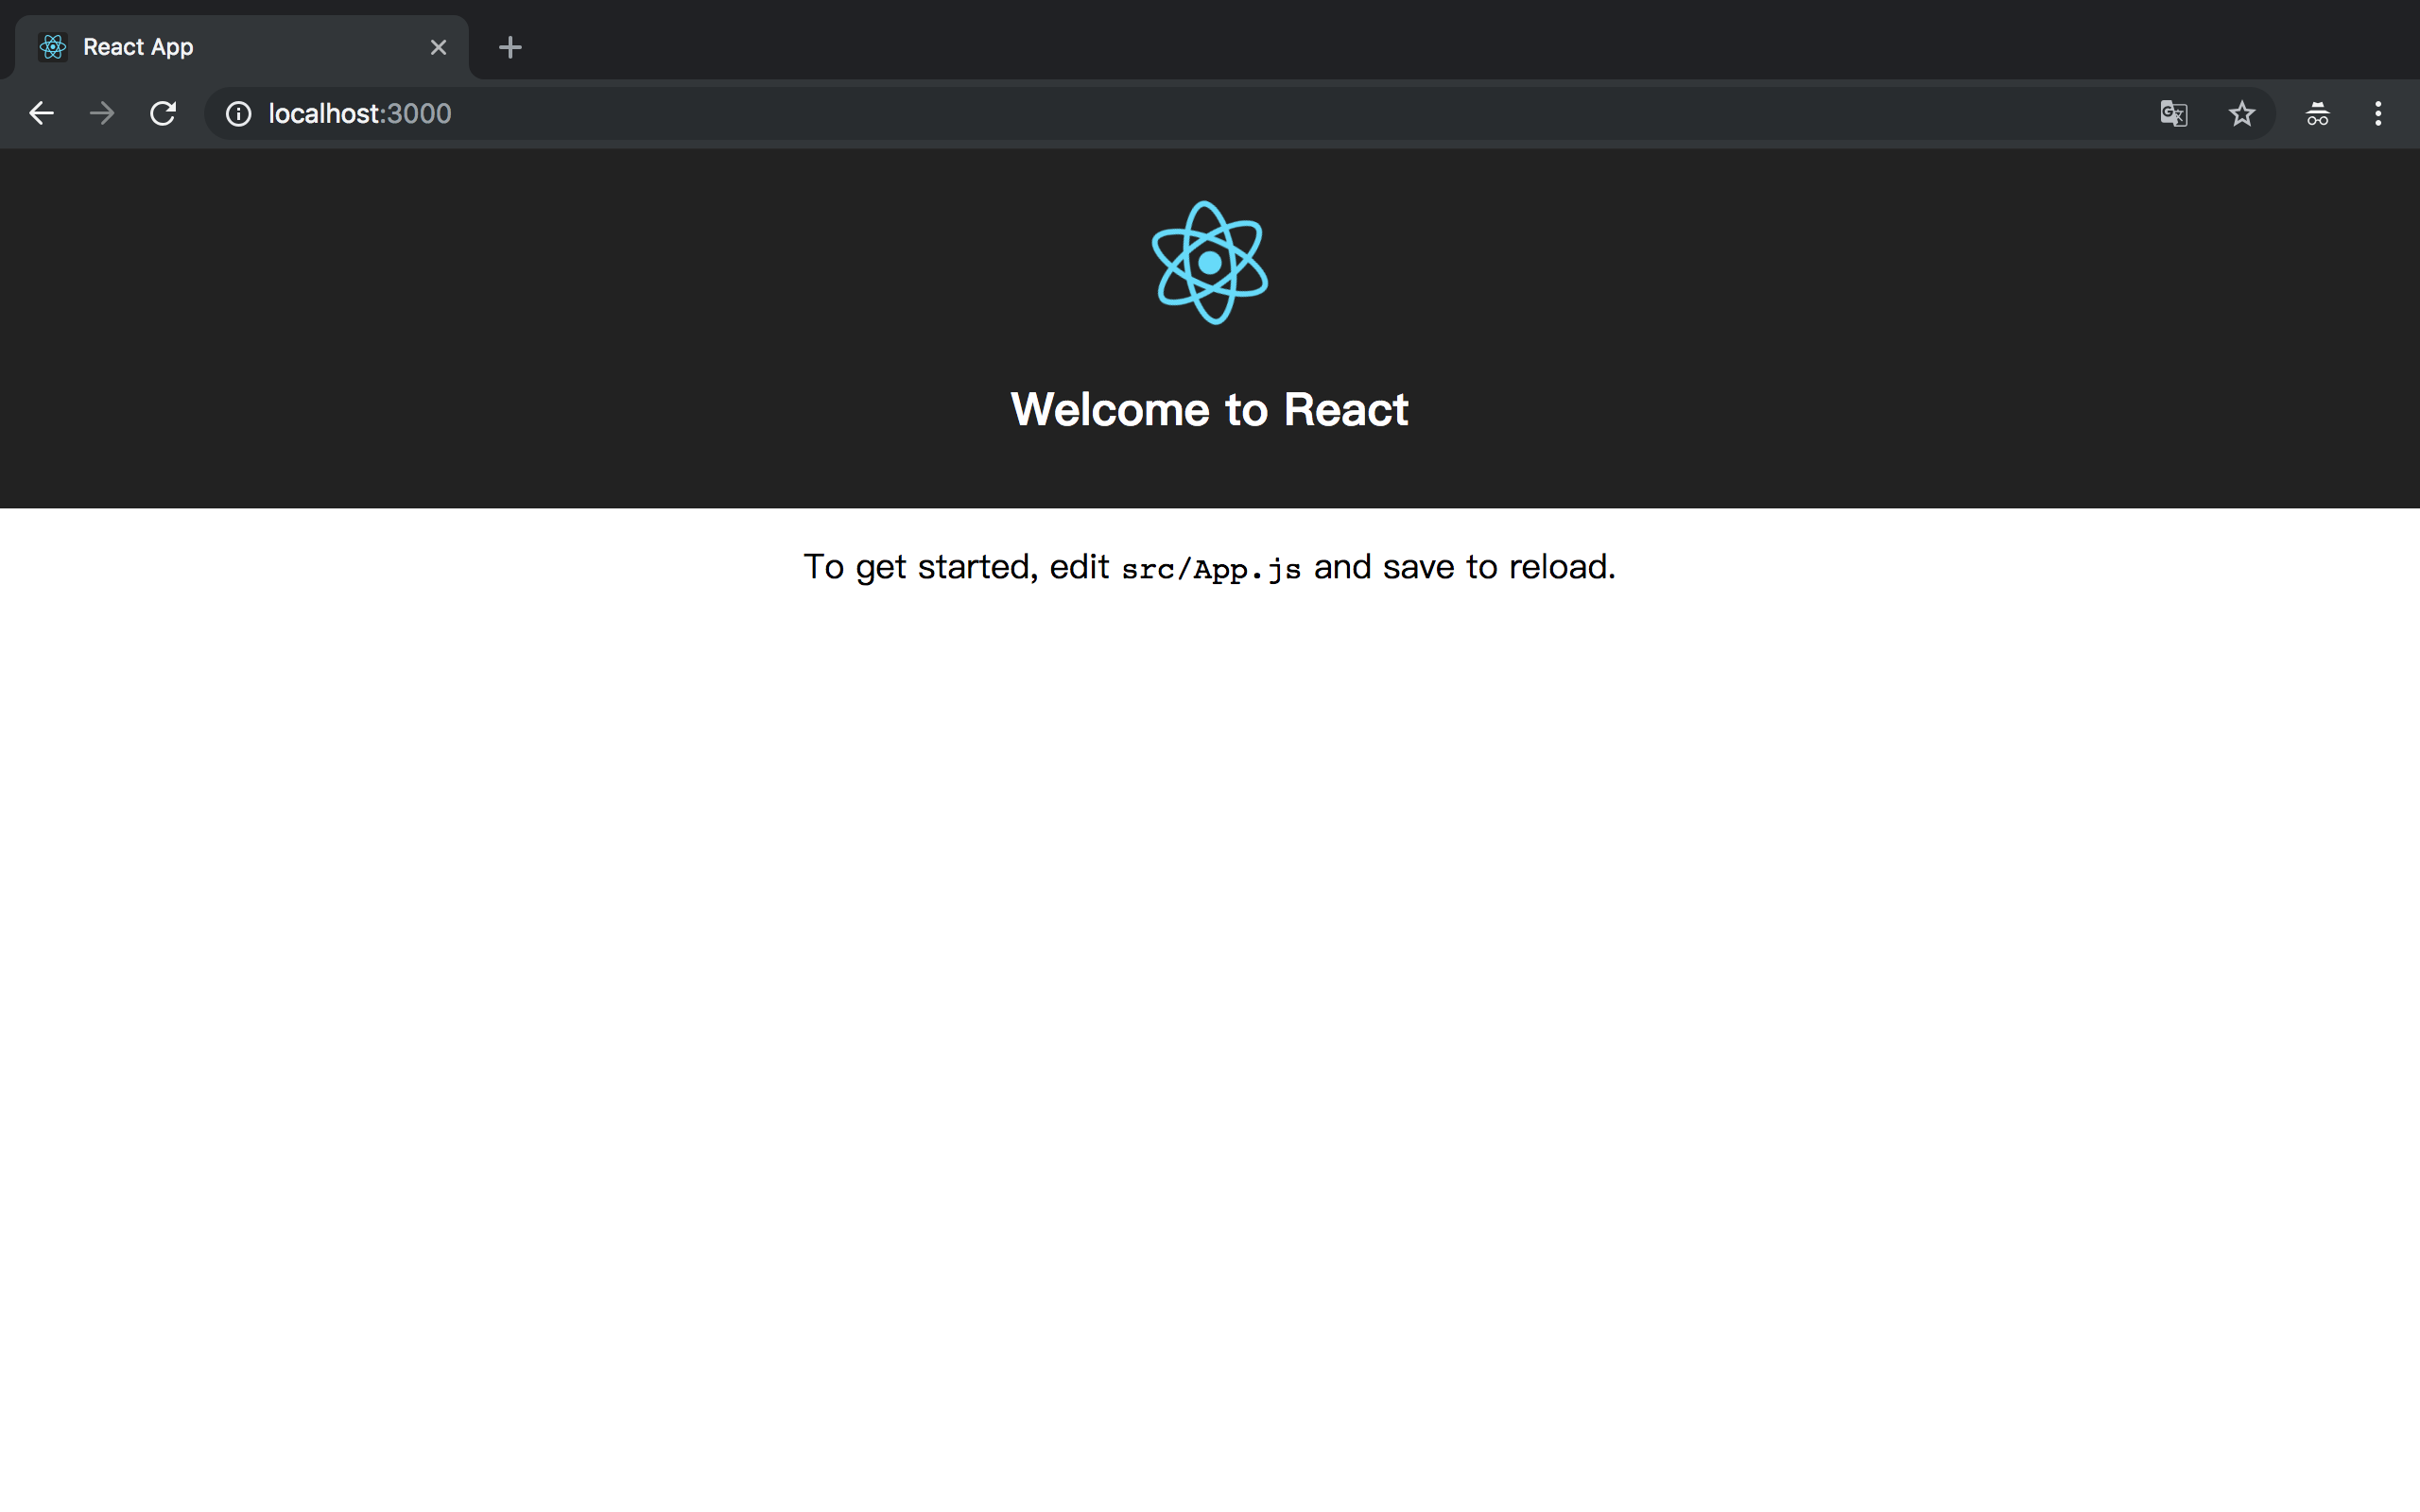 React App
localhost:3000
Welcome to React
To get started, edit src/App.js and save to reload.